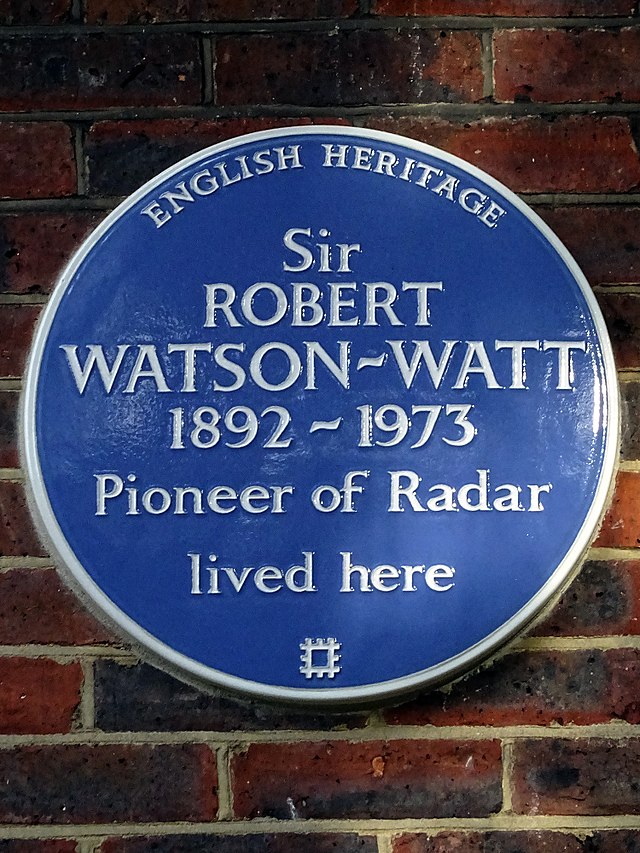 ENGLISH HERITAGE
Sir
ROBERT
WATSON~WATT
1892 ~ 1973
Pioneer of Radar
lived here